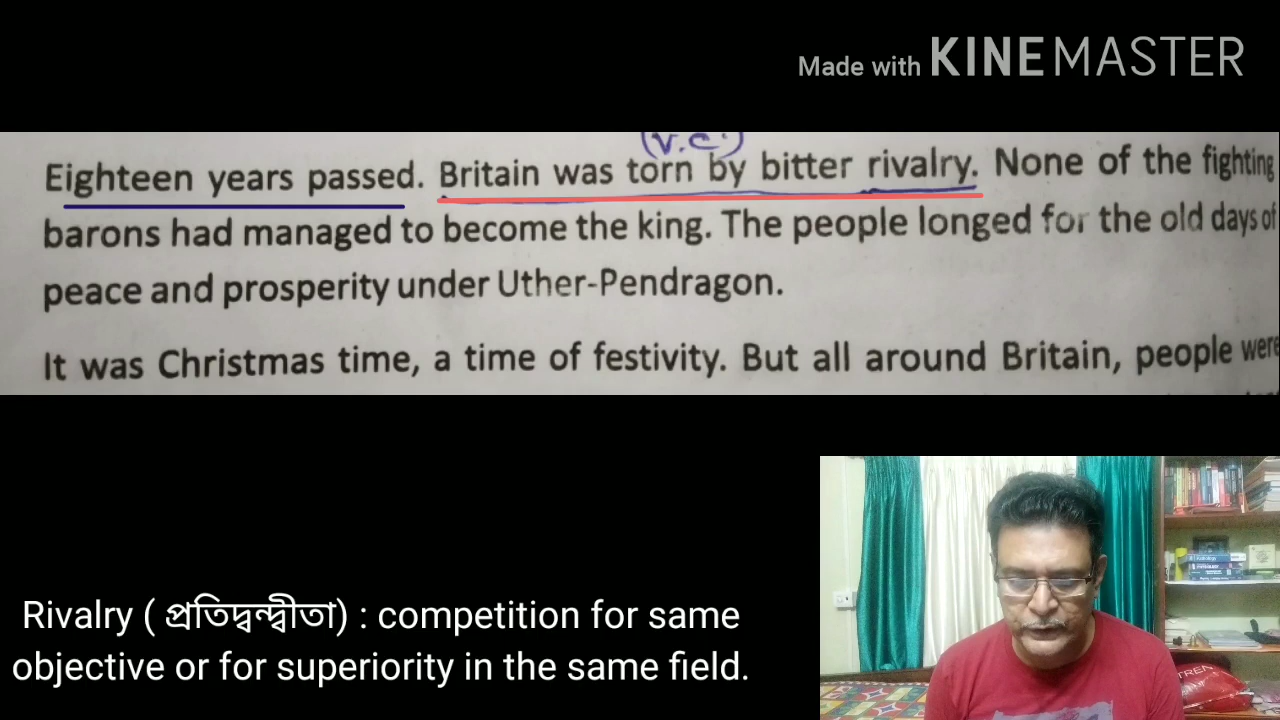 Made with KINEMASTER
(v.c.)
Eighteen years passed. Britain was torn by bitter rivalry. None of the fighting
barons had managed to become the king. The people longed for the old days of
peace and prosperity under Uther-Pendragon.
It was Christmas time, a time of festivity. But all around Britain, people were
Rivalry ( প্রতিদ্বন্দ্বীতা) : competition for same
objective or for superiority in the same field.